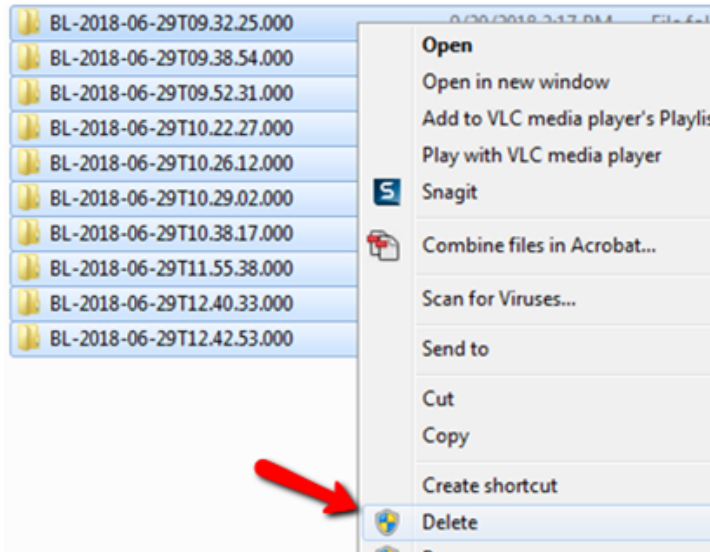 BL-2018-06-29T09.32.25.000
BL-2018-06-29T09.38.54.000
BL-2018-06-29T09.52.31.000
BL-2018-06-29T10.22.27.000
BL-2018-06-29T10.26.12.000
BL-2018-06-29T10.29.02.000
BL-2018-06-29T10.38.17.000
BL-2018-06-29T11.55.38.000
BL-2018-06-29T12.40.33.000
BL-2018-06-29T12.42.53.000
Open
Open in new window
Add to VLC media player's Playlis
Play with VLC media player
Snagit
Combine files in Acrobat...
Scan for Viruses...
Send to
Cut
Copy
Create shortcut
Delete